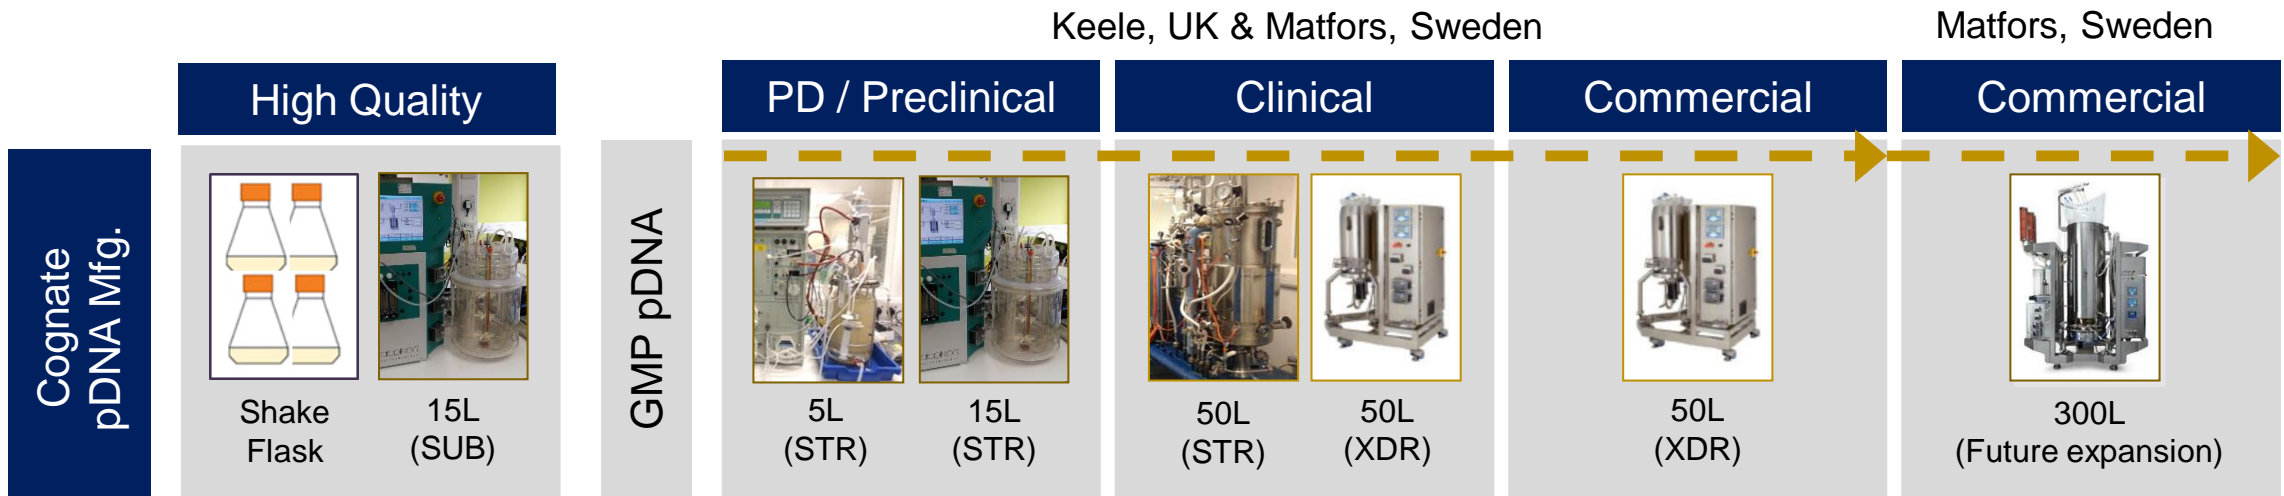 Keele, UK & Matfors, Sweden
Matfors, Sweden
High Quality
PD / Preclinical
Clinical
Commercial
Commercial
Cognate
pDNA Mfg.
GMP pDNA
Shake
Flask
15L
(SUB)
5L
(STR)
15L
(STR)
50L
(STR)
50L
(XDR)
50L
(XDR)
300L
(Future expansion)